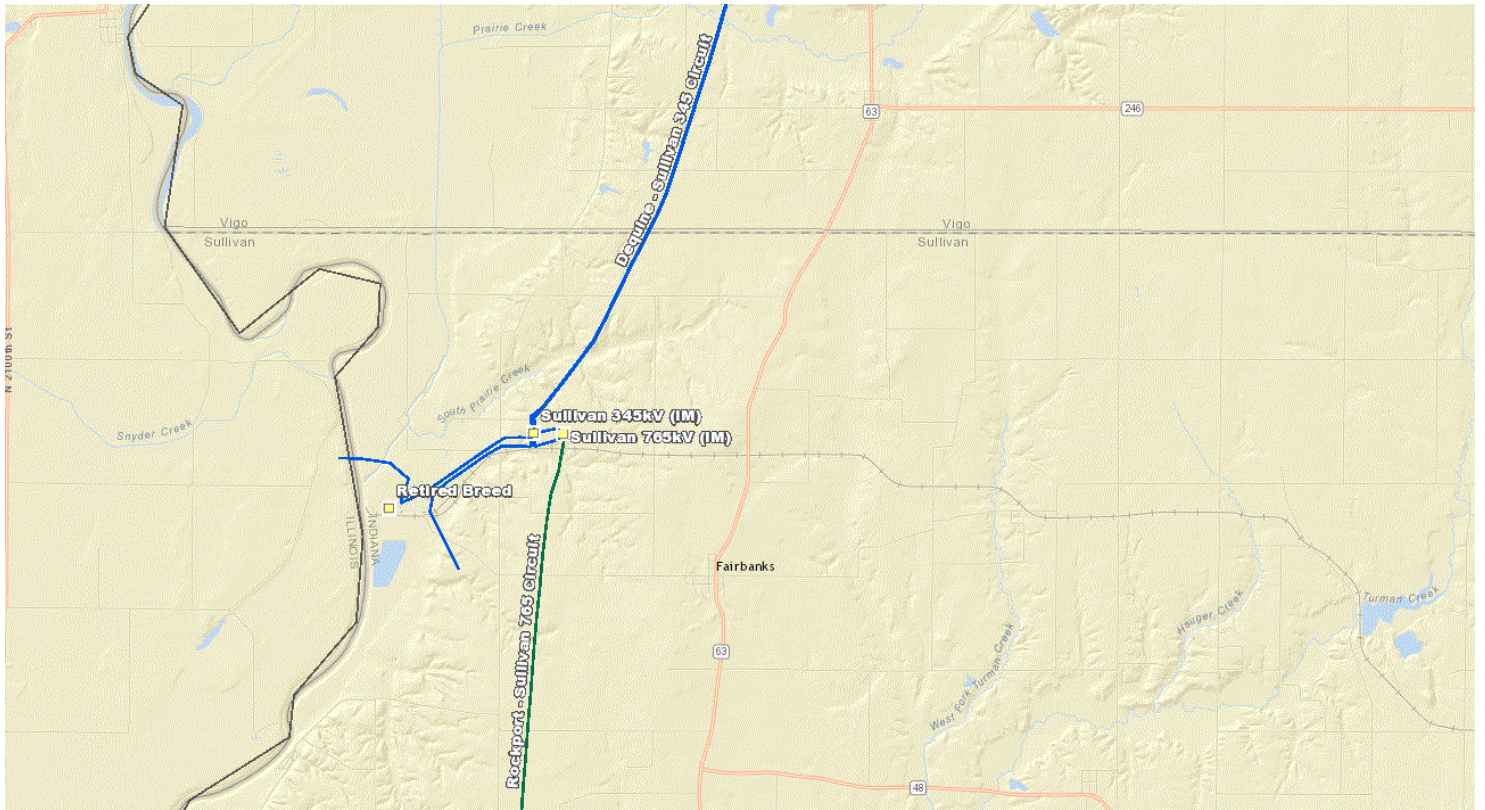 Prairie Creek
63
246
Dequine - Sullivan 345 Circuit
Vigo
Sullivan
Vigo
Sullivan
N 2100th St
South Prairie Creek
Snyder Creek
Sullivan 345kV (IM)
Sullivan 765kV (IM)
Retired Breed
ILLINOIS
INDIANA
Rockport - Sullivan 765 Circuit
Fairbanks
Turman Creek
Hauger Creek
West Fork Turman Creek
63
48